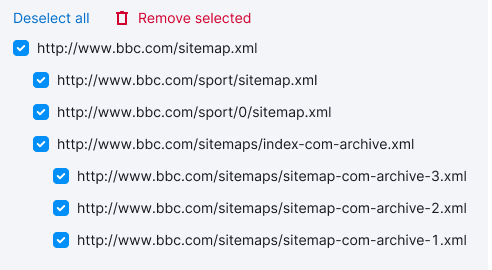 Deselect all Remove selected
http://www.bbc.com/sitemap.xml
http://www.bbc.com/sport/sitemap.xml
http://www.bbc.com/sport/0/sitemap.xml
http://www.bbc.com/sitemaps/index-com-archive.xml
http://www.bbc.com/sitemaps/sitemap-com-archive-3.xml
http://www.bbc.com/sitemaps/sitemap-com-archive-2.xml
http://www.bbc.com/sitemaps/sitemap-com-archive-1.xml